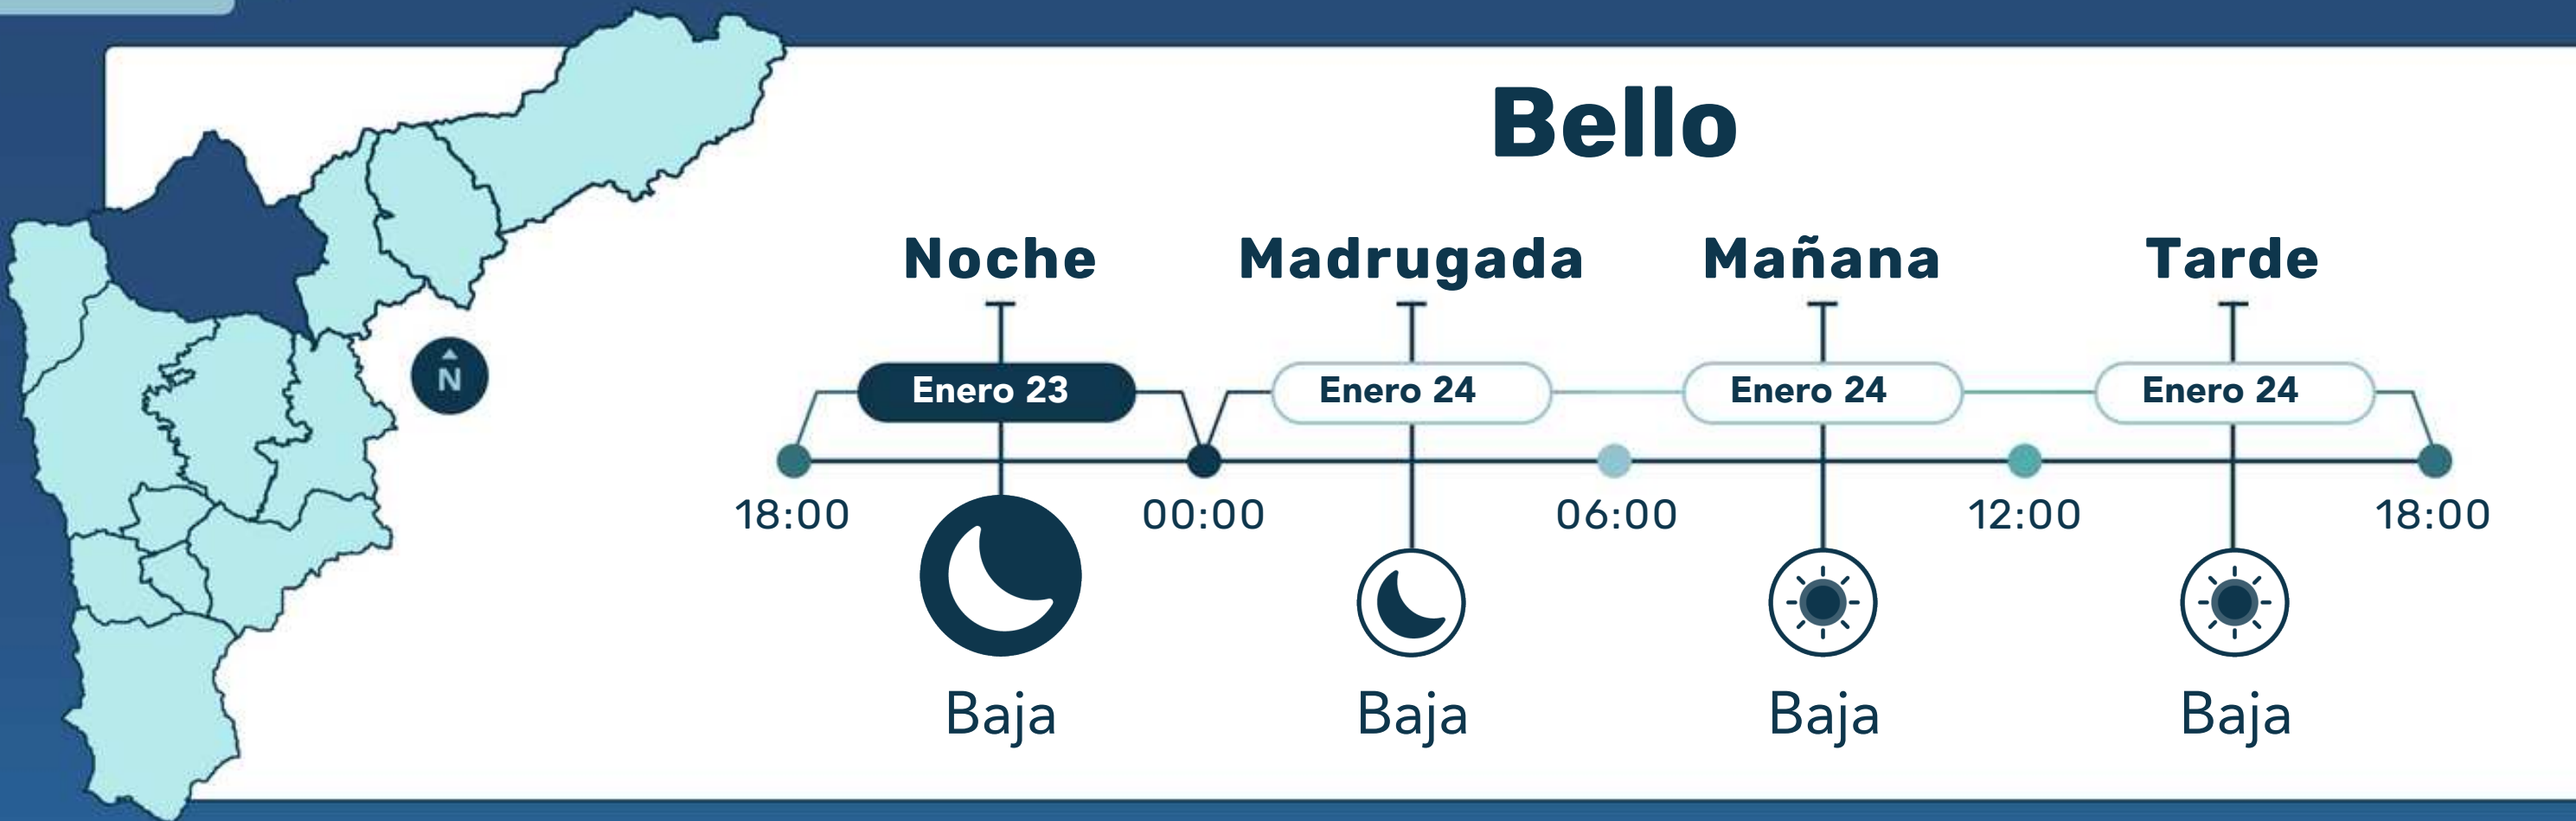 Bello
Noche Madrugada Mañana Tarde
Enero 23 Enero 24 Enero 24 Enero 24
N
18:00 00:00 06:00 12:00 18:00
Baja Baja Baja Baja